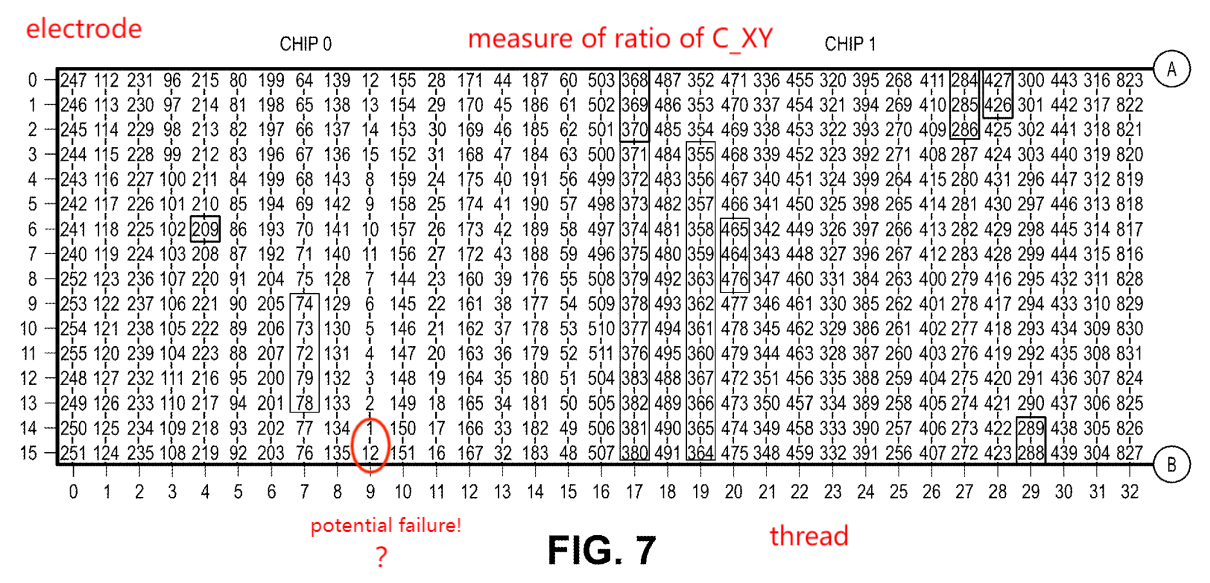 electrode
CHIP 0
measure of ratio of C_XY
CHIP 1
A
0 247 112 231 96 215 80 199 64 139 12 155 28 171 44 187 60 503 368 487 352 471 336 455 320 395 268 411 284 427 300 443 316 823
1 246 113 230 97 214 81 198 65 138 13 154 29 170 45 186 61 502 369 486 353 470 337 454 321 394 269 410 285 426 301 442 317 822
2 245 114 229 98 213 82 197 66 137 14 153 30 169 46 185 62 501 370 485 354 469 338 453 322 393 270 409 286 425 302 441 318 821
3 244 115 228 99 212 83 196 67 136 15 152 31 168 47 184 63 500 371 484 355 468 339 452 323 392 271 408 287 424 303 440 319 820
4 243 116 227 100 211 84 199 68 143 8 159 24 175 40 191 56 499 372 483 356 467 340 451 324 399 264 415 280 431 296 447 312 819
5 242 117 226 101 210 85 194 69 142 9 158 25 174 41 190 57 498 373 482 357 466 341 450 325 398 265 414 281 430 297 446 313 818
6 241 118 225 102 209 86 193 70 141 10 157 26 173 42 189 58 497 374 481 358 465 342 449 326 397 266 413 282 429 298 445 314 817
7 240 119 224 103 208 87 192 71 140 11 156 27 172 43 188 59 496 375 480 359 464 343 448 327 396 267 412 283 428 299 444 315 816
8 252 123 236 107 220 91 204 75 128 7 144 23 160 39 176 55 508 379 492 363 476 347 460 331 384 263 400 279 416 295 432 311 828
9 253 122 237 106 221 90 205 74 129 6 145 22 161 38 177 54 509 378 493 362 477 346 461 330 385 262 401 278 417 294 433 310 829
10 254 121 238 105 222 89 206 73 130 5 146 21 162 37 178 53 510 377 494 361 478 345 462 329 386 261 402 277 418 293 434 309 830
11 255 120 239 104 223 88 207 72 131 4 147 20 163 36 179 52 511 376 495 360 479 344 463 328 387 260 403 276 419 292 435 308 831
12 248 127 232 111 216 95 200 79 132 3 148 19 164 35 180 51 504 383 488 367 472 351 456 335 388 259 404 275 420 291 436 307 824
13 249 126 233 110 217 94 201 78 133 2 149 18 165 34 181 50 505 382 489 366 473 350 457 334 389 258 405 274 421 290 437 306 825
14 250 125 234 109 218 93 202 77 134 1 150 17 166 33 182 49 506 381 490 365 474 349 458 333 390 257 406 273 422 289 438 305 826
15 251 124 235 108 219 92 203 76 135 12 151 16 167 32 183 48 507 380 491 364 475 348 459 332 391 256 407 272 423 288 439 304 827
B
0 1 2 3 4 5 6 7 8 9 10 11 12 13 14 15 16 17 18 19 20 21 22 23 24 25 26 27 28 29 30 31 32
potential failure!
?
FIG. 7
thread